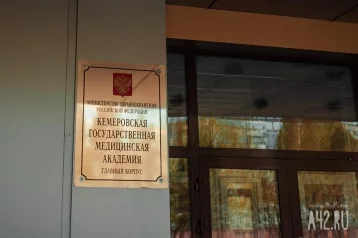 МИНИСТЕРСТВО ЗДРАВООХРАНЕНИЯ
РОССИЙСКОЙ ФЕДЕРАЦИИ
КЕМЕРОВСКАЯ
ГОСУДАРСТВЕННАЯ
МЕДИЦИНСКАЯ
АКАДЕМИЯ
ГЛАВНЫЙ КОРПУС
A42.RU